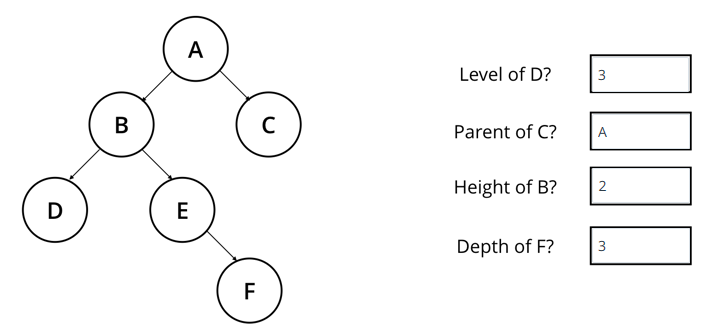 A
B
C
D
E
F
Level of D?
3
Parent of C?
A
Height of B?
2
Depth of F?
3